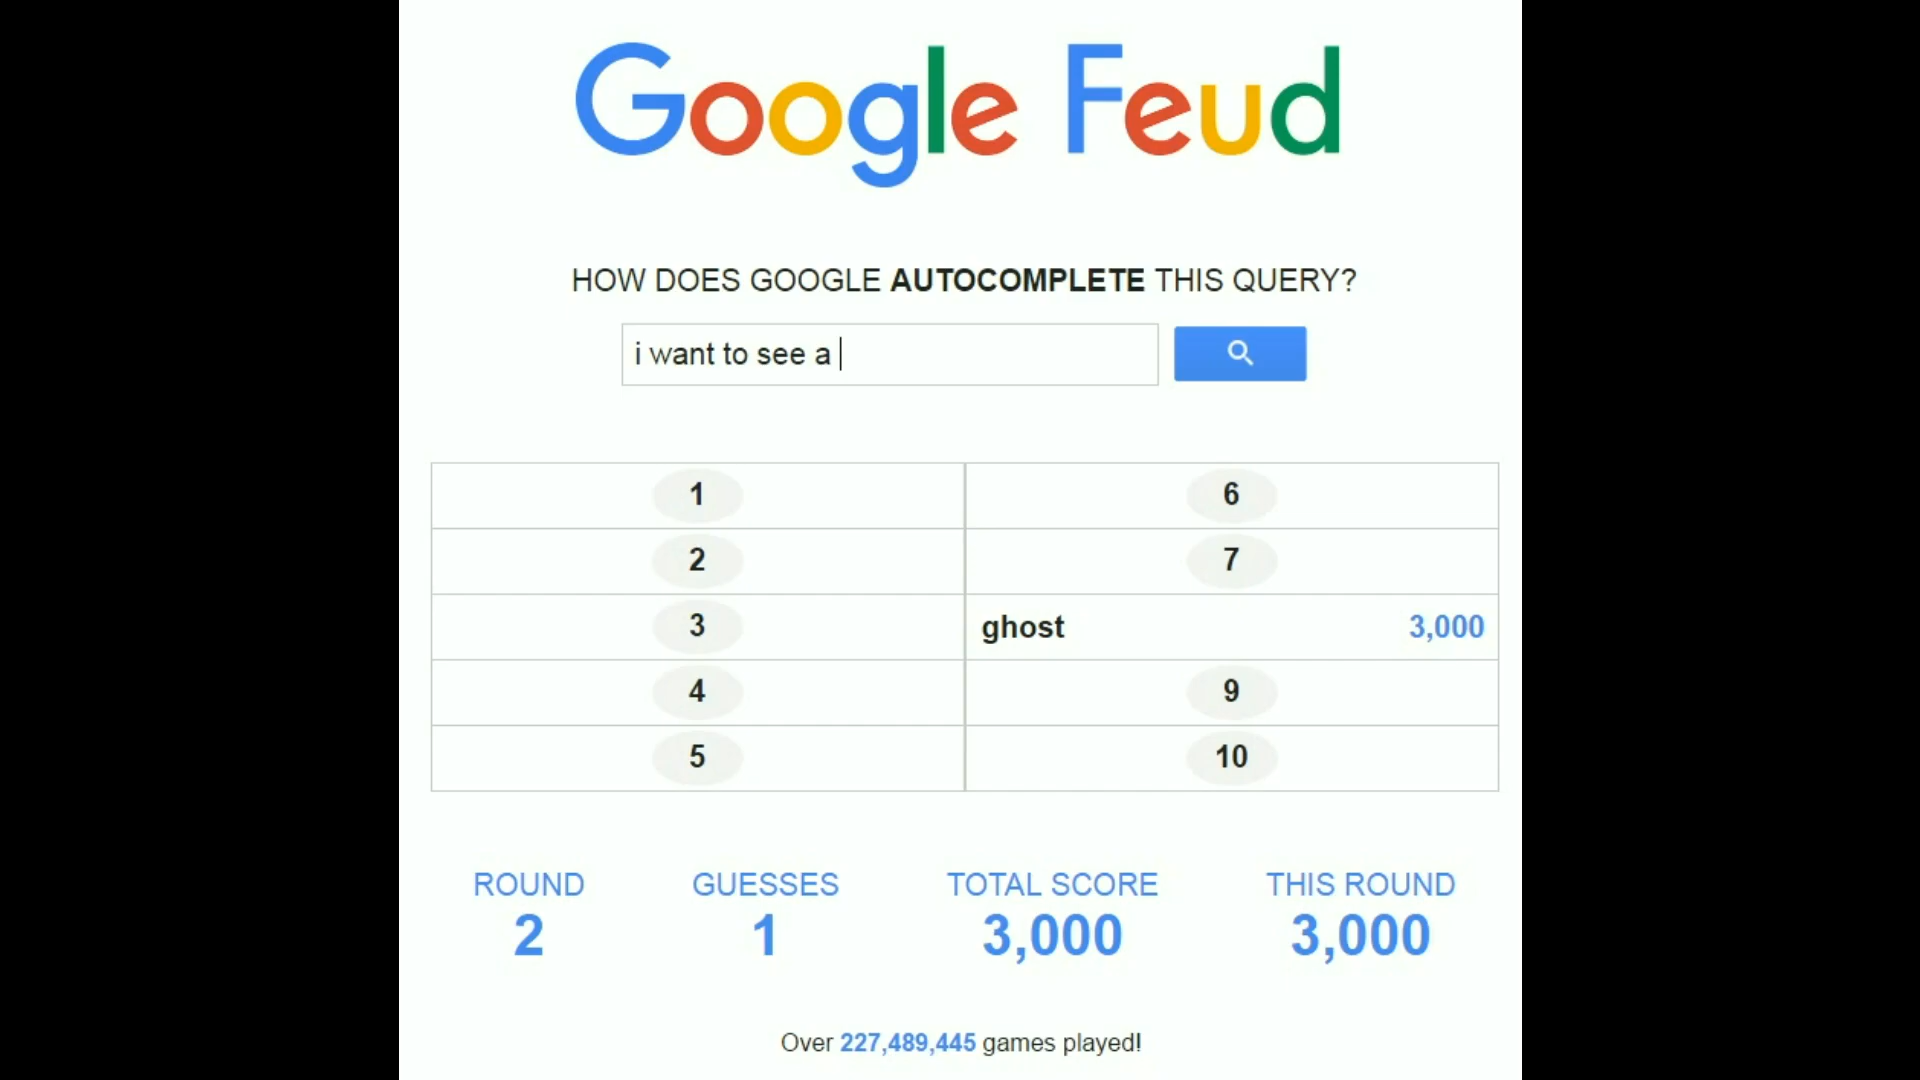 Google Feud
HOW DOES GOOGLE AUTOCOMPLETE THIS QUERY?
i want to see a
1
6
2
7
3
ghost 3,000
4
9
5
10
ROUND GUESSES TOTAL SCORE THIS ROUND
2 1 3,000 3,000
Over 227,489,445 games played!